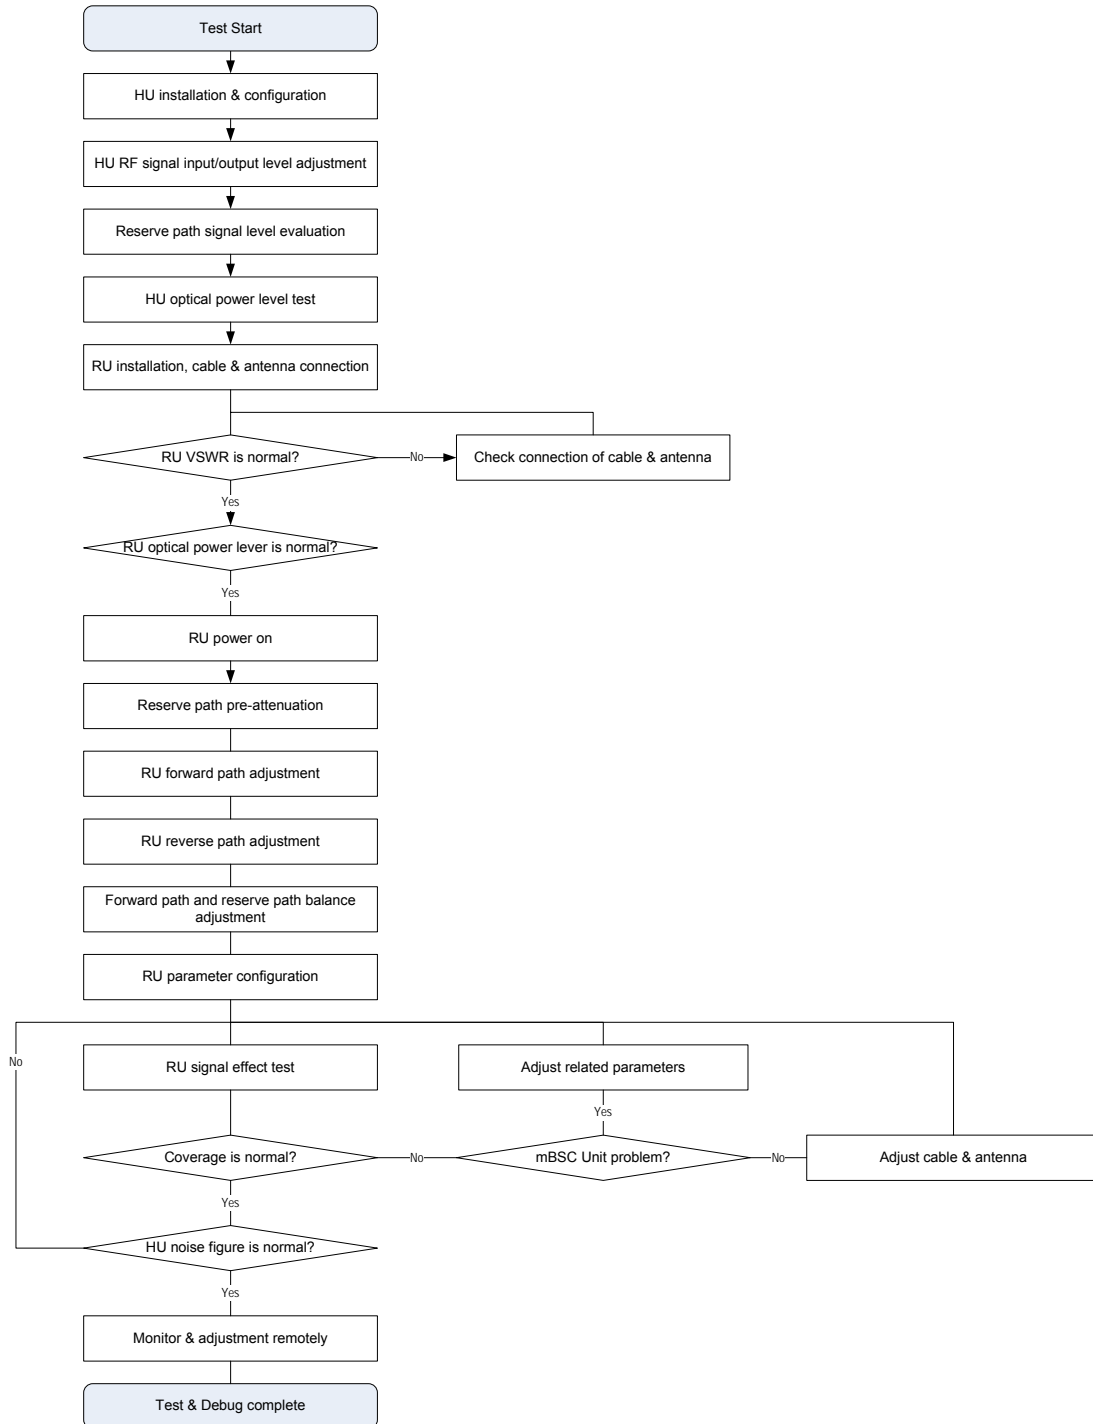 Test Start
HU installation & configuration
HU RF signal input/output level adjustment
Reserve path signal level evaluation
HU optical power level test
RU installation, cable & antenna connection
RU VSWR is normal?
No
Check connection of cable & antenna
Yes
RU optical power lever is normal?
Yes
RU power on
Reserve path pre-attenuation
RU forward path adjustment
RU reverse path adjustment
Forward path and reserve path balance
adjustment
RU parameter configuration
No
RU signal effect test
Adjust related parameters
Yes
Coverage is normal?
No
mBSC Unit problem?
No
Adjust cable & antenna
Yes
HU noise figure is normal?
Yes
Monitor & adjustment remotely
Test & Debug complete